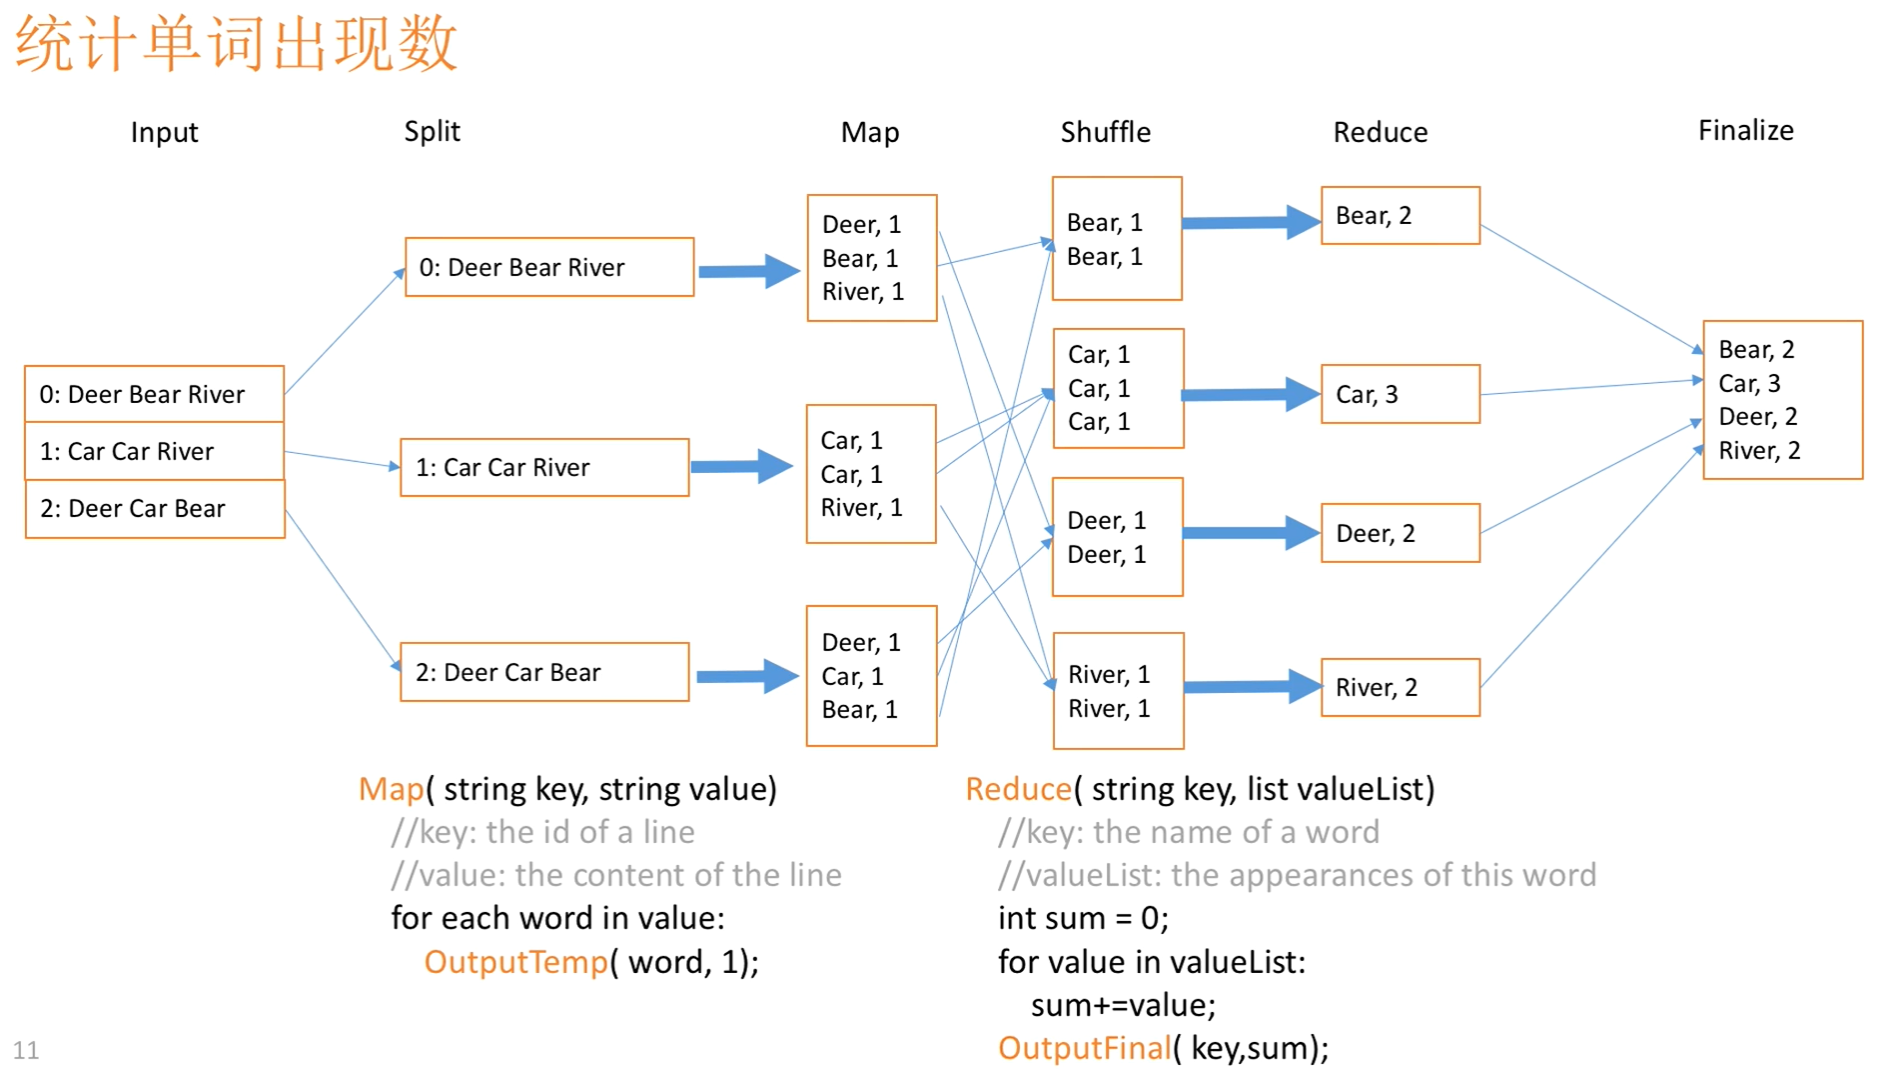 统计单词出现数
Input
Split
Map
Shuffle
Reduce
Finalize
0: Deer Bear River
1: Car Car River
2: Deer Car Bear
0: Deer Bear River
1: Car Car River
2: Deer Car Bear
Deer, 1
Bear, 1
River, 1
Car, 1
Car, 1
River, 1
Deer, 1
Car, 1
Bear, 1
Bear, 1
Bear, 1
Car, 1
Car, 1
Car, 1
Deer, 1
Deer, 1
River, 1
River, 1
Bear, 2
Car, 3
Deer, 2
River, 2
Bear, 2
Car, 3
Deer, 2
River, 2
Map( string key, string value)
//key: the id of a line
//value: the content of the line
for each word in value:
OutputTemp( word, 1);
Reduce( string key, list valueList)
//key: the name of a word
//valueList: the appearances of this word
int sum = 0;
for value in valueList:
sum+=value;
OutputFinal( key,sum);
11